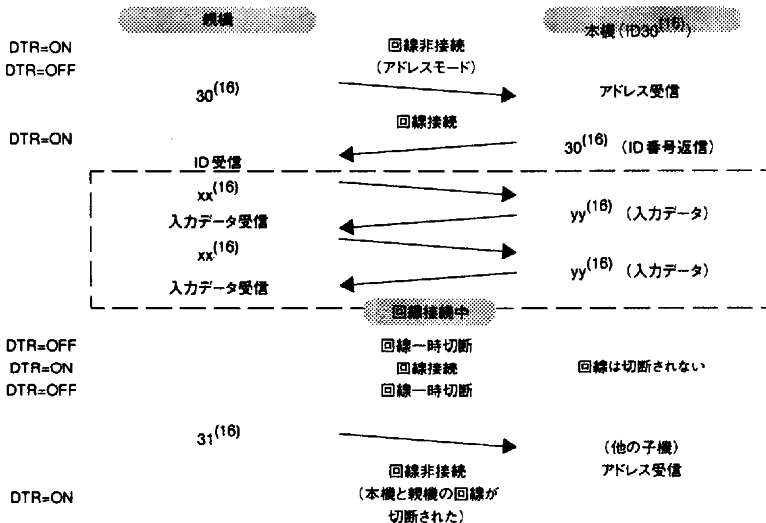 親機
本機(ID30(16))
DTR=ON
回線非接続
DTR=OFF
(アドレスモード)
30(16)
アドレス受信
回線接続
DTR=ON
30(16) (ID番号返信)
ID受信
xx(16)
yy(16) (入力データ)
入力データ受信
xx(16)
yy(16) (入力データ)
入力データ受信
回線接続中
DTR=OFF
回線一時切断
DTR=ON
回線接続
回線は切断されない
DTR=OFF
回線一時切断
31(16)
(他の子機)
アドレス受信
回線非接続
DTR=ON
(本機と親機の回線が
切断された)